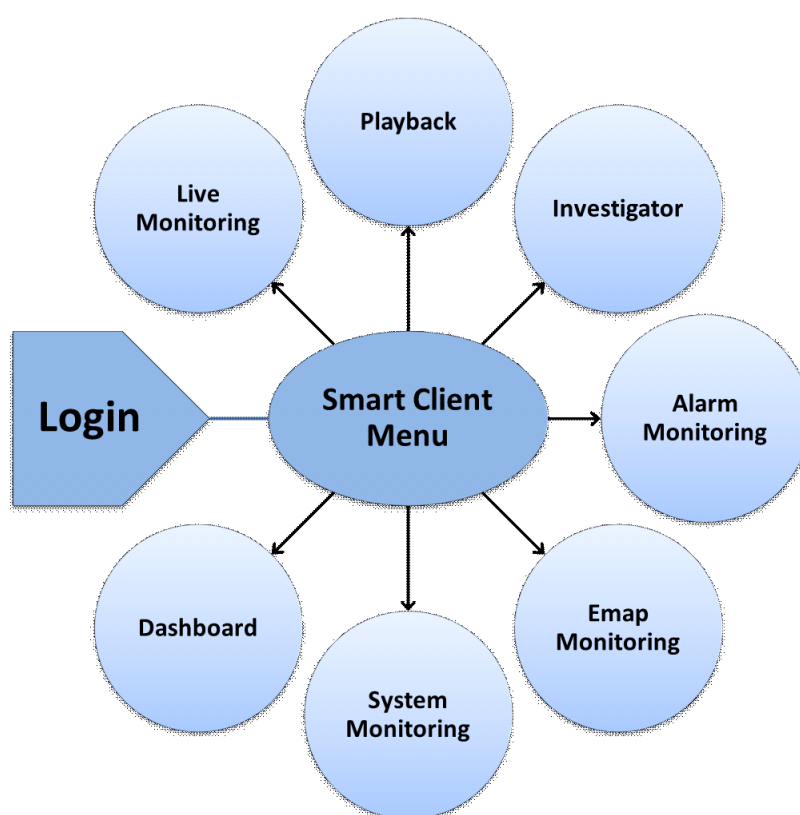 Playback
Live
Monitoring
Investigator
Login
Smart Client
Menu
Alarm
Monitoring
Dashboard
Emap
Monitoring
System
Monitoring